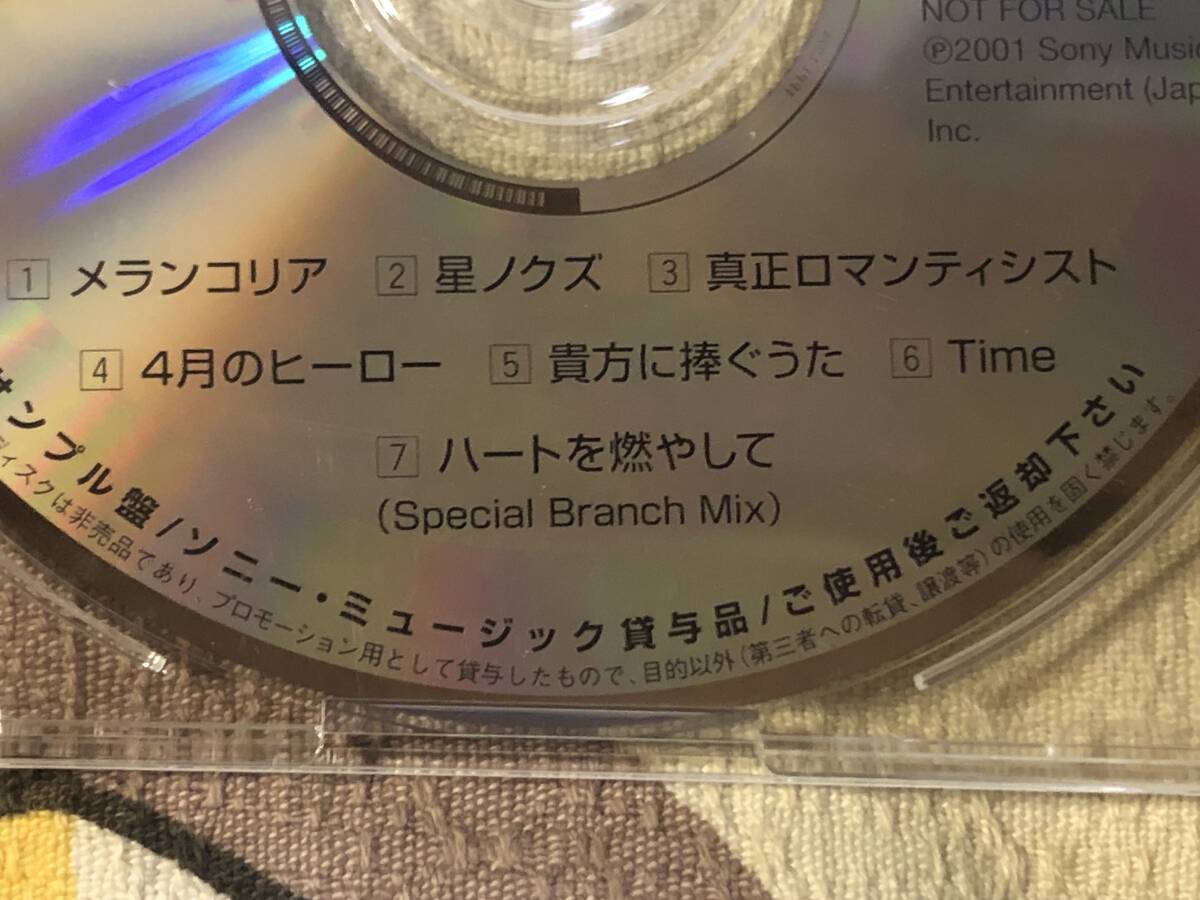 NOT FOR SALE
Ⓟ2001 Sony Music
Entertainment (Jap
Inc.
1 メランコリア 2 星ノクズ 3 真正ロマンティシスト
4 4月のヒーロー 5 貴方に捧ぐうた 6 Time
7 ハートを燃やして
(Special Branch Mix)
サンプル盤/ソニー・ミュージック貸与品/ご使用後ご返却下さい
ディスクは非売品であり、プロモーション用として貸与したもので、目的以外(第三者への転貸、譲渡等)の使用を固く禁じます。